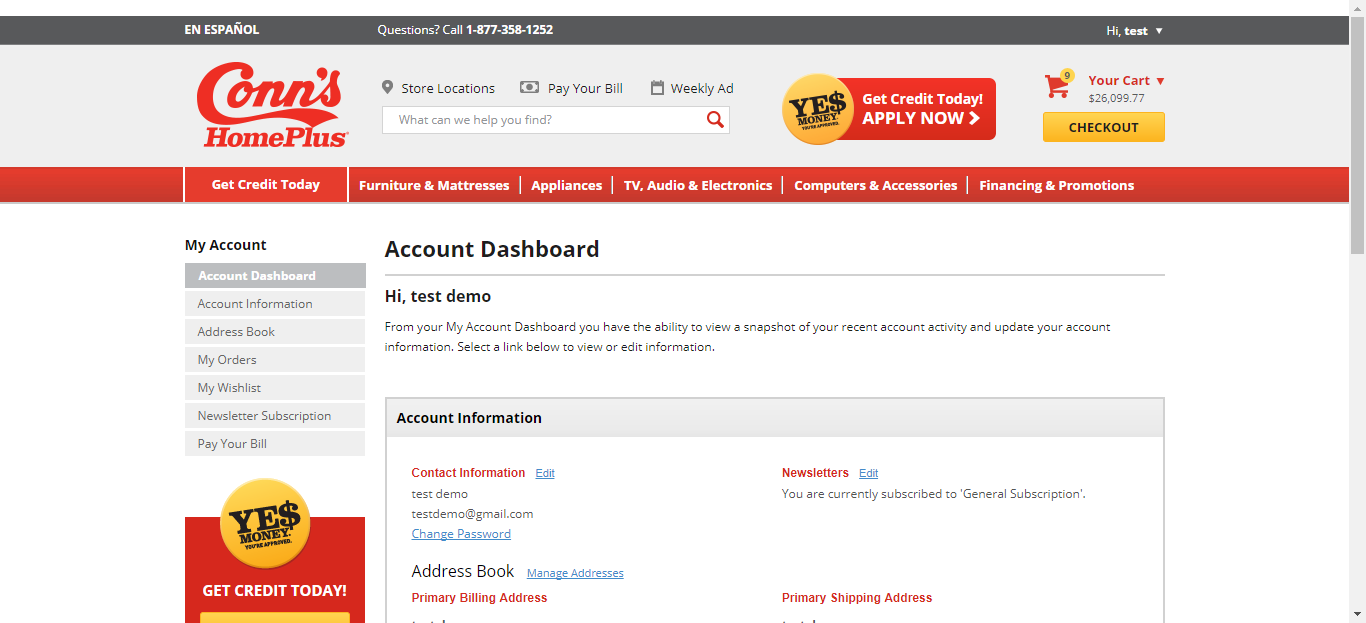 EN ESPAÑOL
Questions? Call 1-877-358-1252
Hi, test ▼
Conn's
HomePlus
Store Locations
Pay Your Bill
Weekly Ad
What can we help you find?
YE$
MONEY
YOU'RE APPROVED.
Get Credit Today!
APPLY NOW
9
Your Cart ▼
$26,099.77
CHECKOUT
Get Credit Today
Furniture & Mattresses
Appliances
TV, Audio & Electronics
Computers & Accessories
Financing & Promotions
My Account
Account Dashboard
Account Information
Address Book
My Orders
My Wishlist
Newsletter Subscription
Pay Your Bill
YE$
MONEY.
YOU'RE APPROVED.
GET CREDIT TODAY!
Account Dashboard
Hi, test demo
From your My Account Dashboard you have the ability to view a snapshot of your recent account activity and update your account
information. Select a link below to view or edit information.
Account Information
Contact Information Edit
test demo
testdemo@gmail.com
Change Password
Newsletters Edit
You are currently subscribed to 'General Subscription'.
Address Book Manage Addresses
Primary Billing Address
Primary Shipping Address